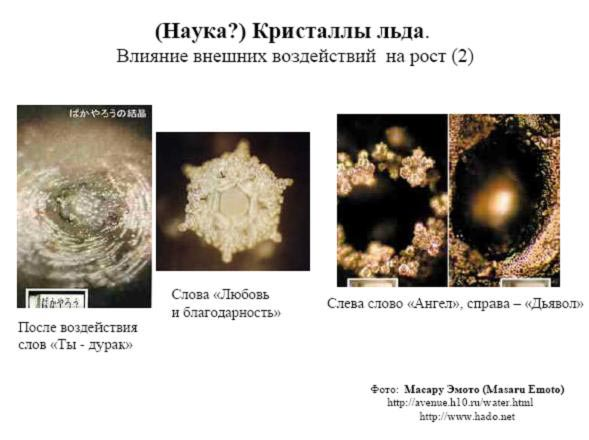 (Наука?) Кристаллы льда.
Влияние внешних воздействий на рост (2)
ばかやろうの結晶
ばかやろう
После воздействия
слов «Ты - дурак»
Слова «Любовь
и благодарность»
Слева слово «Ангел», справа – «Дьявол»
Фото: Масару Эмото (Masaru Emoto)
http://avenue.h10.ru/water.html
http://www.hado.net